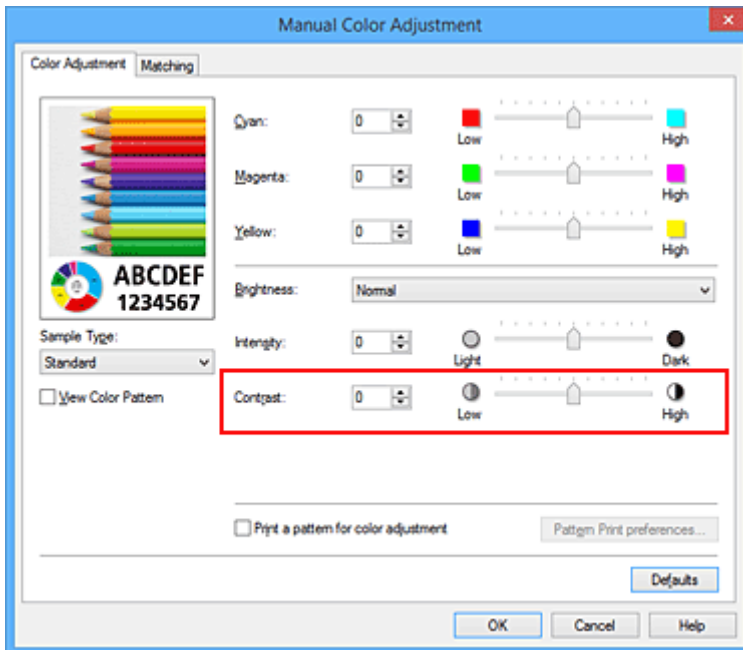 Manual Color Adjustment
Color Adjustment
Matching
Cyan: 0
Low High
Magenta: 0
Low High
Yellow: 0
Low High
ABCDEF
1234567
Brightness: Normal
Sample Type:
Standard
Intensity: 0
Light Dark
View Color Pattern
Contrast: 0
Low High
Print a pattern for color adjustment
Pattern Print preferences...
Defaults
OK Cancel Help